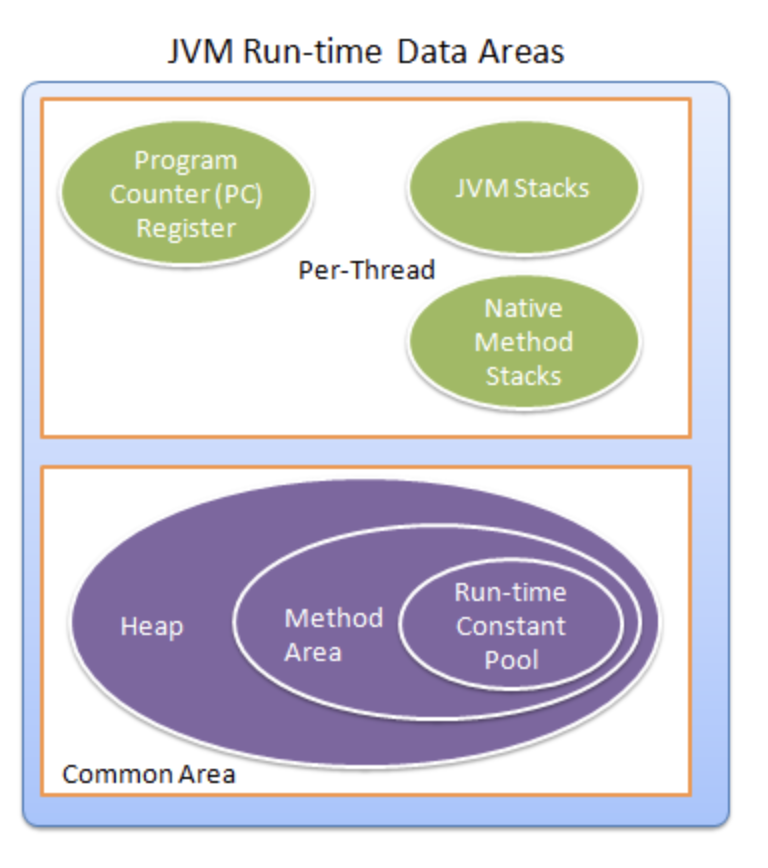 JVM Run-time Data Areas
Program
Counter (PC)
Register
JVM Stacks
Per-Thread
Native
Method
Stacks
Heap
Method
Area
Run-time
Constant
Pool
Common Area